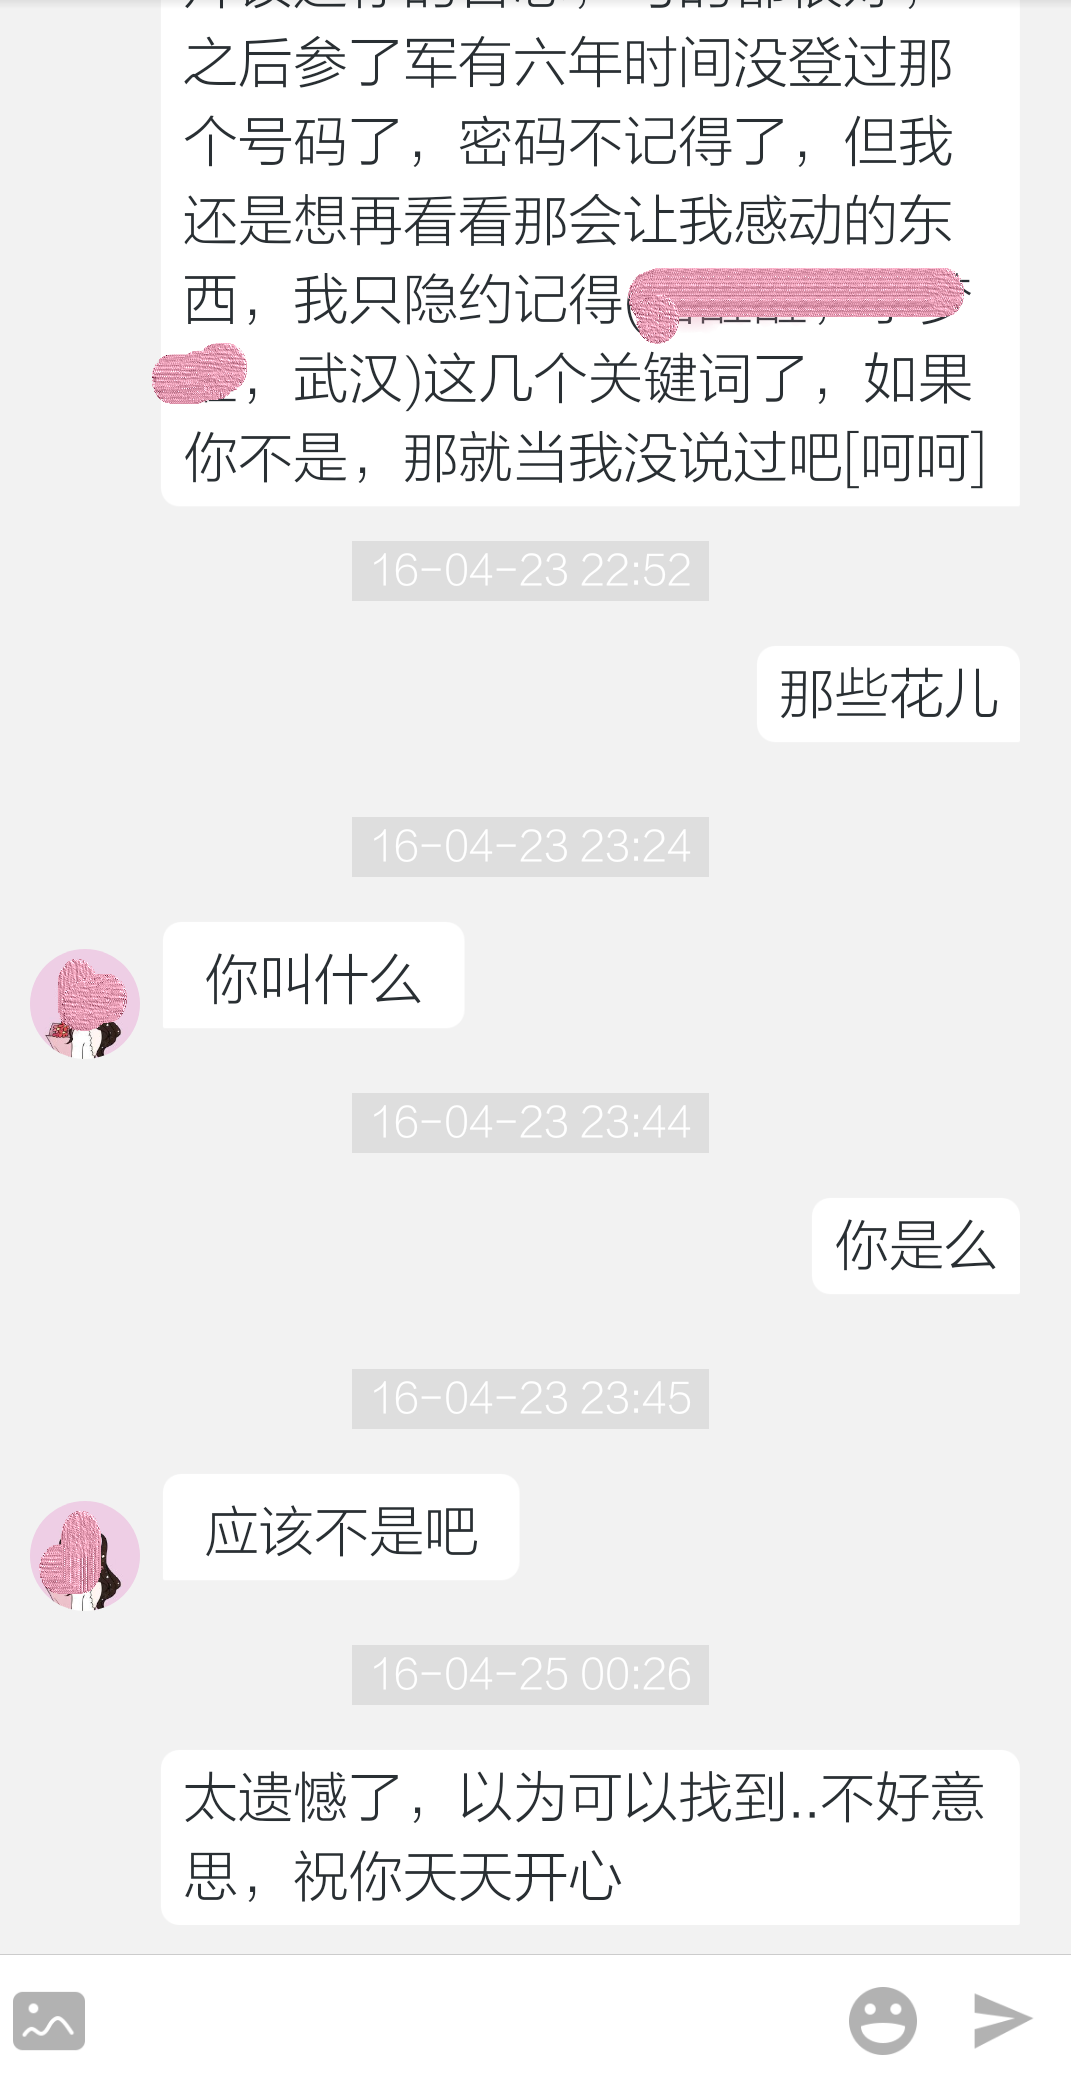 之后参了军有六年时间没登过那
个号码了，密码不记得了，但我
还是想再看看那会让我感动的东
西，我只隐约记得(
，武汉)这几个关键词了，如果
你不是，那就当我没说过吧[呵呵]
16-04-23 22:52
那些花儿
16-04-23 23:24
你叫什么
16-04-23 23:44
你是么
16-04-23 23:45
应该不是吧
16-04-25 00:26
太遗憾了，以为可以找到..不好意
思，祝你天天开心